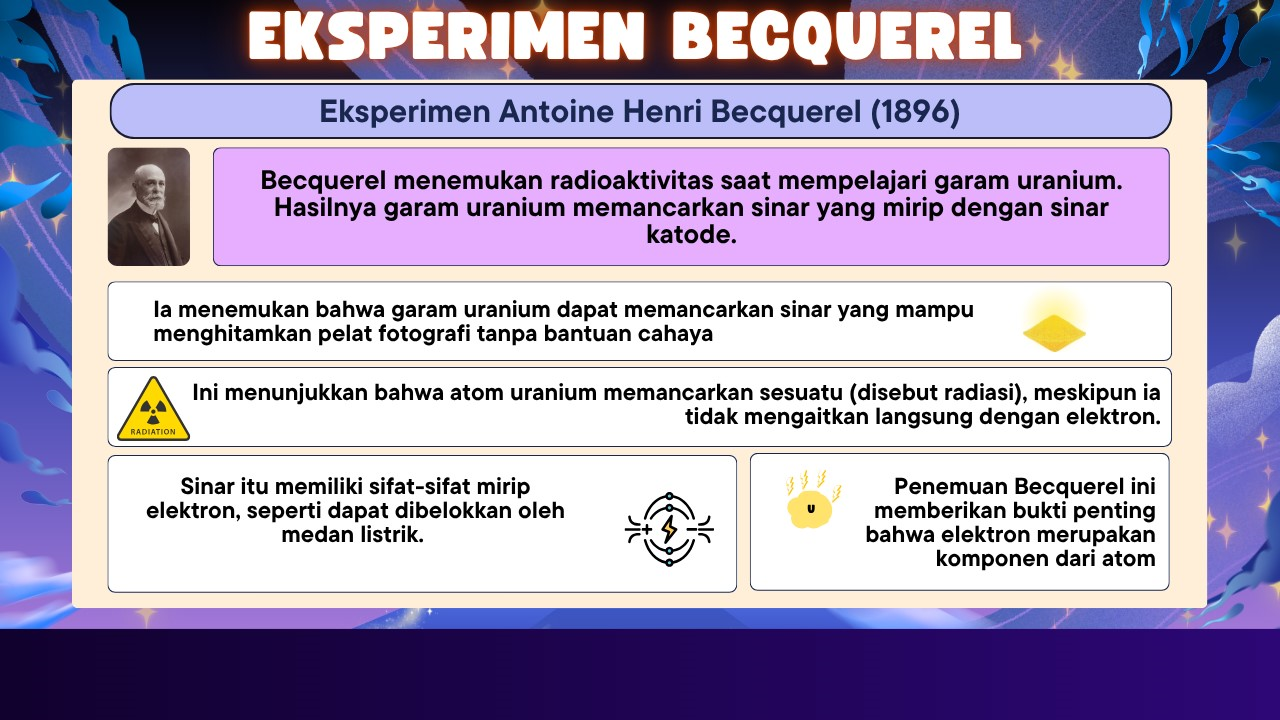 EKSPERIMEN BECQUEREL
Eksperimen Antoine Henri Becquerel (1896)
Becquerel menemukan radioaktivitas saat mempelajari garam uranium.
Hasilnya garam uranium memancarkan sinar yang mirip dengan sinar
katode.
Ia menemukan bahwa garam uranium dapat memancarkan sinar yang mampu
menghitamkan pelat fotografi tanpa bantuan cahaya
Ini menunjukkan bahwa atom uranium memancarkan sesuatu (disebut radiasi), meskipun ia
tidak mengaitkan langsung dengan elektron.
RADIATION
Sinar itu memiliki sifat-sifat mirip
elektron, seperti dapat dibelokkan oleh
medan listrik.
U
Penemuan Becquerel ini
memberikan bukti penting
bahwa elektron merupakan
komponen dari atom